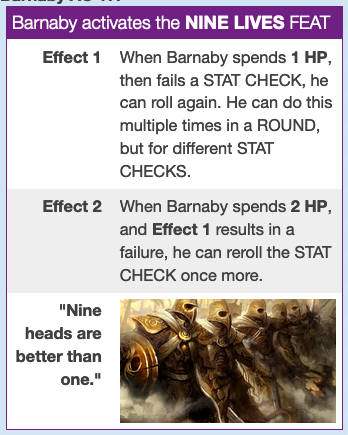 Barnaby activates the NINE LIVES FEAT
Effect 1
When Barnaby spends 1 HP,
then fails a STAT CHECK, he
can roll again. He can do this
multiple times in a ROUND,
but for different STAT
CHECKS.
Effect 2
When Barnaby spends 2 HP,
and Effect 1 results in a
failure, he can reroll the STAT
CHECK once more.
"Nine
heads are
better than
one."